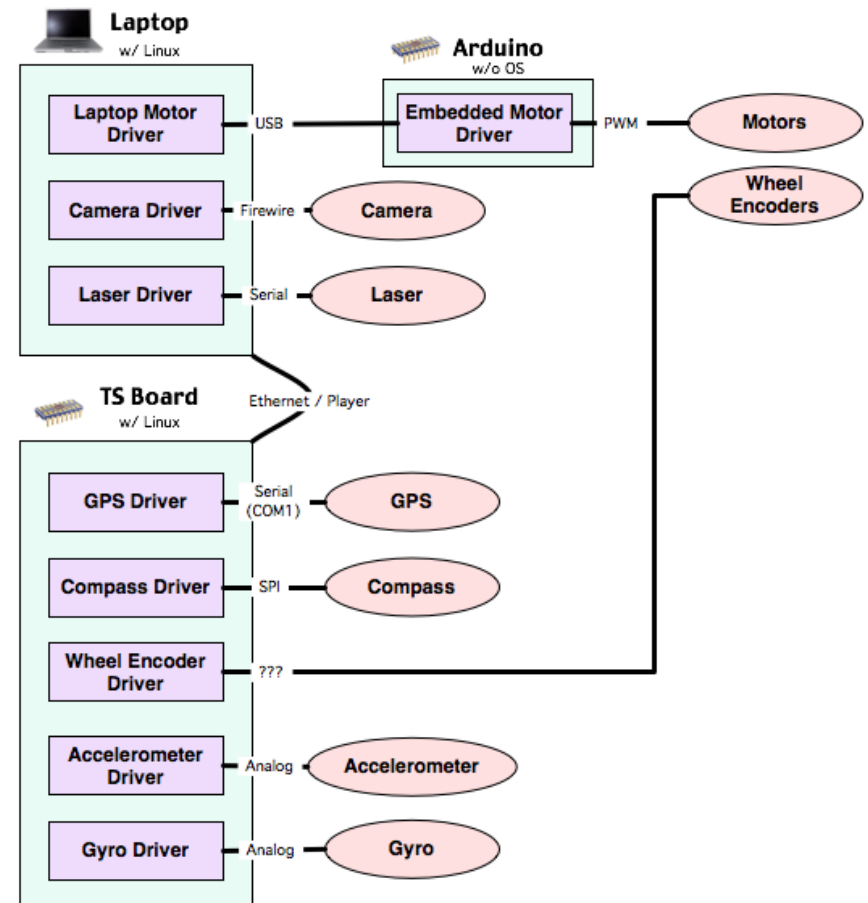 Laptop
w/ Linux
Arduino
w/o OS
Laptop Motor
Driver
USB
Embedded Motor
Driver
PWM
Motors
Wheel
Encoders
Camera Driver
Firewire
Camera
Laser Driver
Serial
Laser
Ethernet / Player
TS Board
w/ Linux
GPS Driver
Serial
(COM1)
GPS
Compass Driver
SPI
Compass
Wheel Encoder
Driver
???
Accelerometer
Driver
Analog
Accelerometer
Gyro Driver
Analog
Gyro